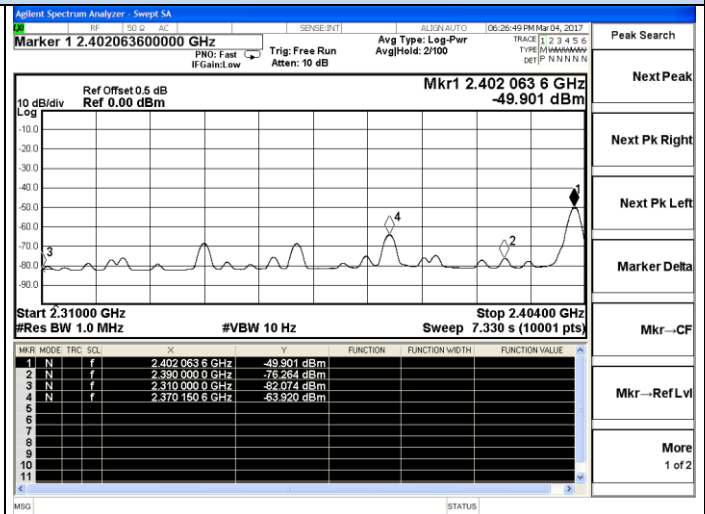 Agilent Spectrum Analyzer - Swept SA
RF 50 Ω AC SENSE:INT ALIGN AUTO 06:26:49 PM Mar 04, 2017
Marker 1 2.402063600000 GHz
PNO: Fast
IFGain:Low
Trig: Free Run
Atten: 10 dB
Avg Type: Log-Pwr
Avg|Hold: 2/100
TRACE 1 2 3 4 5 6
TYPE M
DET P N N N N N
Peak Search
Next Peak
Next Pk Right
Next Pk Left
Marker Delta
Mkr→CF
Mkr→Ref Lvl
More
1 of 2
Ref Offset 0.5 dB
10 dB/div Ref 0.00 dBm
Log
Mkr1 2.402 063 6 GHz
-49.901 dBm
-10.0
-20.0
-30.0
-40.0
-50.0
-60.0
-70.0
-80.0
-90.0
1
4
2
3
Start 2.31000 GHz Stop 2.40400 GHz
#Res BW 1.0 MHz #VBW 10 Hz Sweep 7.330 s (10001 pts)
MKR MODE TRC SCL X Y FUNCTION FUNCTION WIDTH FUNCTION VALUE
1 N f 2.402 063 6 GHz -49.901 dBm
2 N f 2.390 000 0 GHz -76.264 dBm
3 N f 2.310 000 0 GHz -82.074 dBm
4 N f 2.370 150 6 GHz -63.920 dBm
5
6
7
8
9
10
11
MSG STATUS